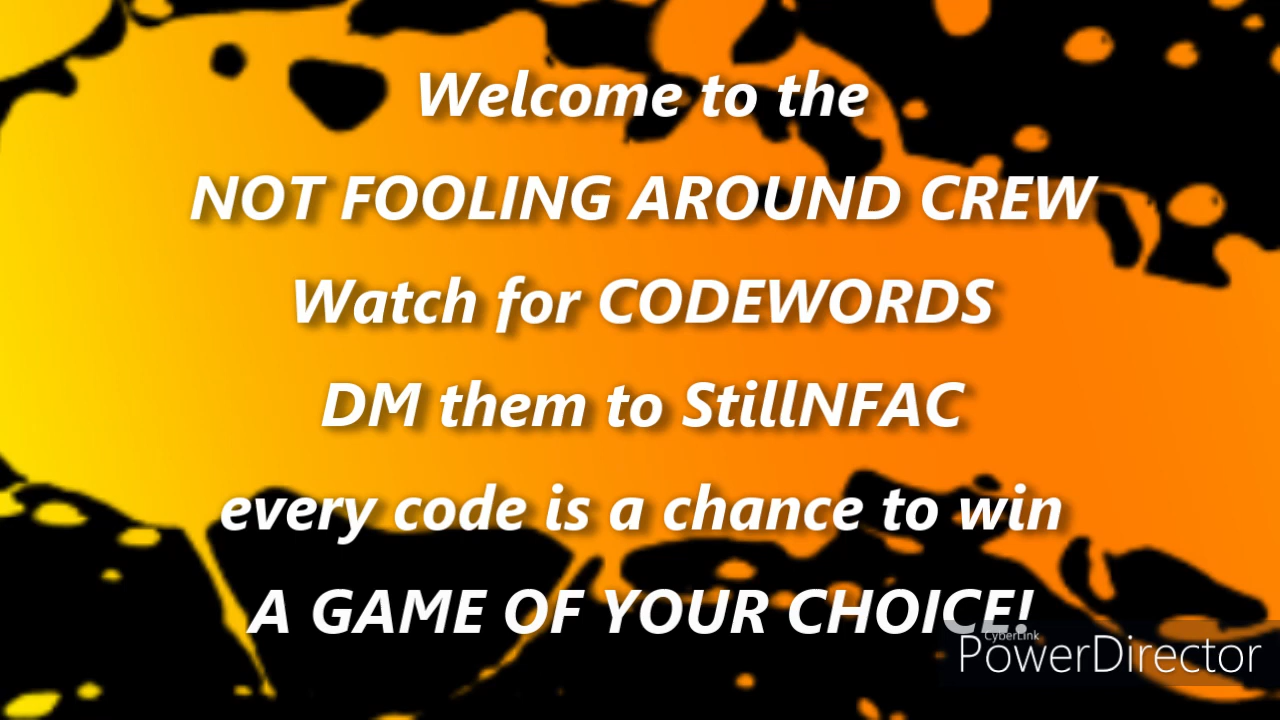 Welcome to the
NOT FOOLING AROUND CREW
Watch for CODEWORDS
DM them to StillNFAC
every code is a chance to win
A GAME OF YOUR CHOICE!
CyberLink
PowerDirector